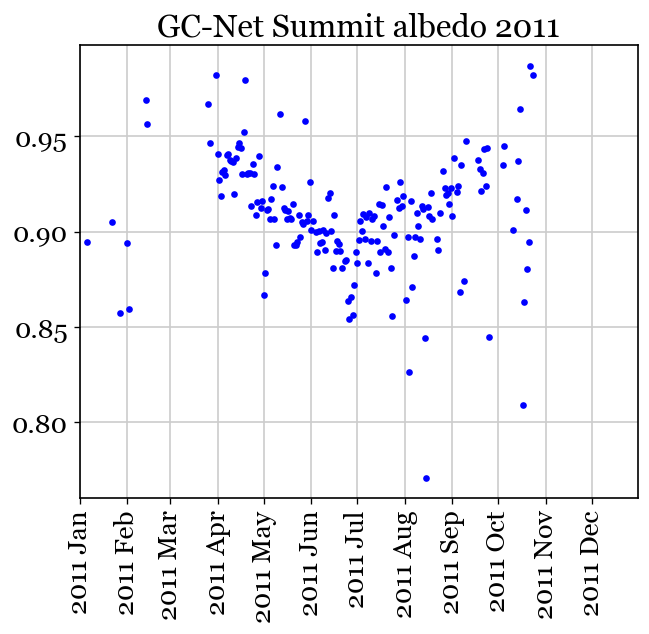 GC-Net Summit albedo 2011
0.95
0.90
0.85
0.80
2011 Jan
2011 Feb
2011 Mar
2011 Apr
2011 May
2011 Jun
2011 Jul
2011 Aug
2011 Sep
2011 Oct
2011 Nov
2011 Dec